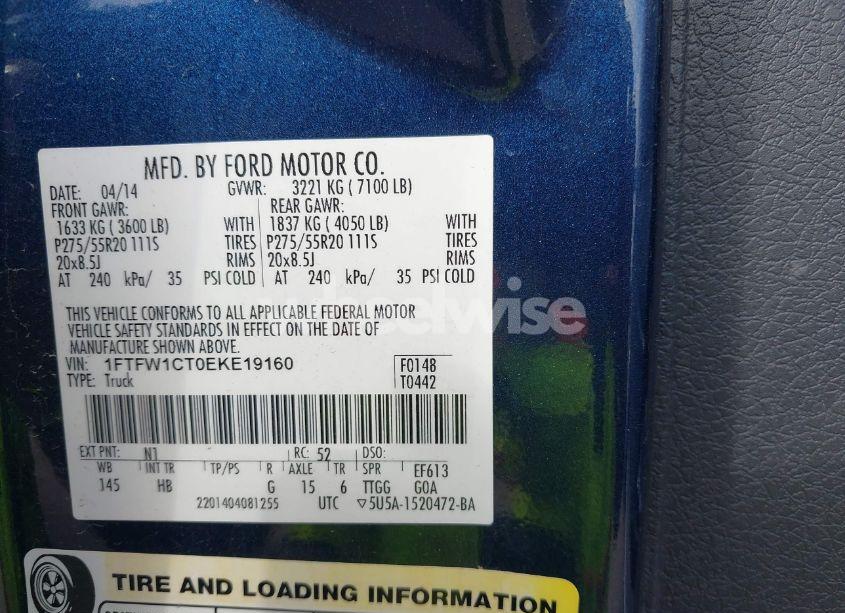 MFD. BY FORD MOTOR CO.
DATE: 04/14 GVWR: 3221 KG ( 7100 LB)
FRONT GAWR: REAR GAWR:
1633 KG ( 3600 LB) WITH 1837 KG ( 4050 LB) WITH
P275/55R20 111S TIRES P275/55R20 111S TIRES
20x8.5J RIMS 20x8.5J RIMS
AT 240 kPa/ 35 PSI COLD AT 240 kPa/ 35 PSI COLD
wheelwise
THIS VEHICLE CONFORMS TO ALL APPLICABLE FEDERAL MOTOR
VEHICLE SAFETY STANDARDS IN EFFECT ON THE DATE OF
MANUFACTURE SHOWN ABOVE.
VIN: 1FTFW1CT0EKE19160 F0148
TYPE: Truck T0442
EXT PNT: N1 RC: 52 DSO:
WB INT TR TP/PS R AXLE TR SPR EF613
145 HB G 15 6 TTGG GOA
2201404081255 UTC ▽5U5A-1520472-BA
TIRE AND LOADING INFORMATION